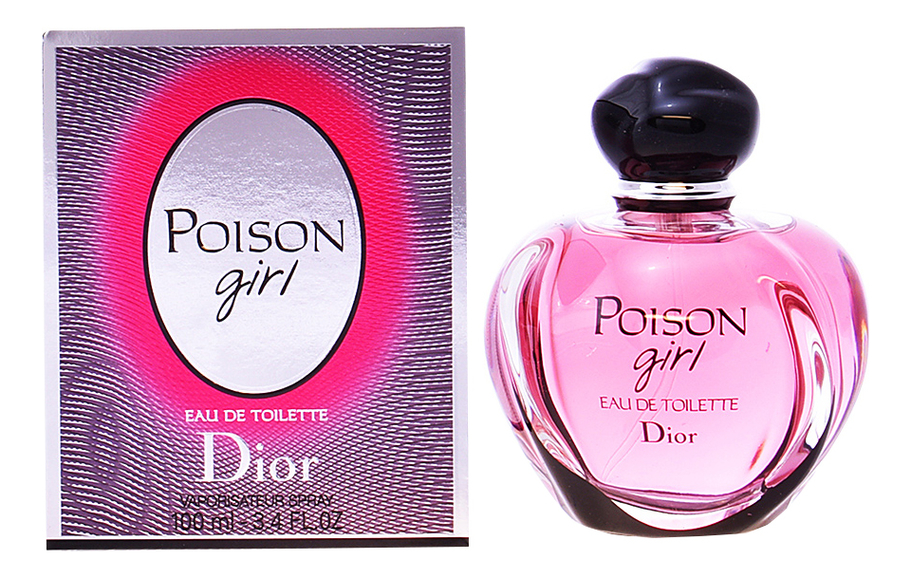 POISON
girl
EAU DE TOILETTE
Dior
VAPORISATEUR SPRAY
100 ml - 3.4 FL. OZ
POISON
girl
EAU DE TOILETTE
Dior